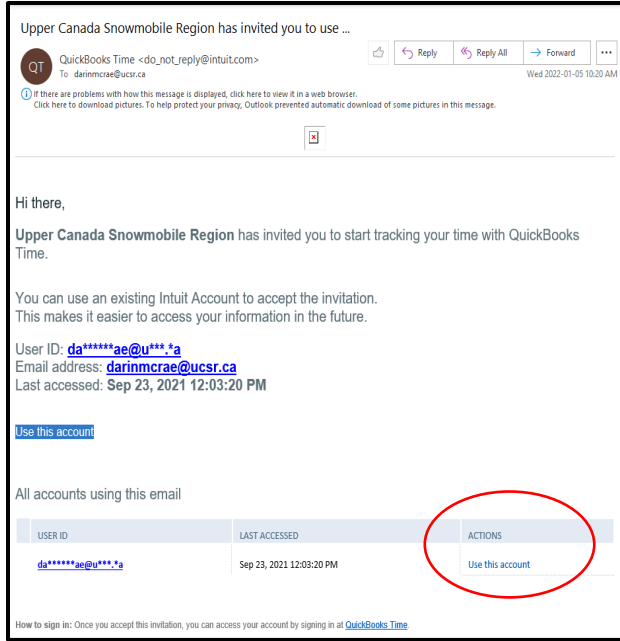 Upper Canada Snowmobile Region has invited you to use ...
QT
QuickBooks Time <do_not_reply@intuit.com>
To darinmcrae@ucsr.ca
Reply
Reply All
Forward
...
Wed 2022-01-05 10:20 AM
If there are problems with how this message is displayed, click here to view it in a web browser.
Click here to download pictures. To help protect your privacy, Outlook prevented automatic download of some pictures in this message.
Hi there,
Upper Canada Snowmobile Region has invited you to start tracking your time with QuickBooks
Time.
You can use an existing Intuit Account to accept the invitation.
This makes it easier to access your information in the future.
User ID: da******ae@u***.*a
Email address: darinmcrae@ucsr.ca
Last accessed: Sep 23, 2021 12:03:20 PM
Use this account
All accounts using this email
USER ID LAST ACCESSED ACTIONS
da******ae@u***.*a Sep 23, 2021 12:03:20 PM Use this account
How to sign in: Once you accept this invitation, you can access your account by signing in at QuickBooks Time.